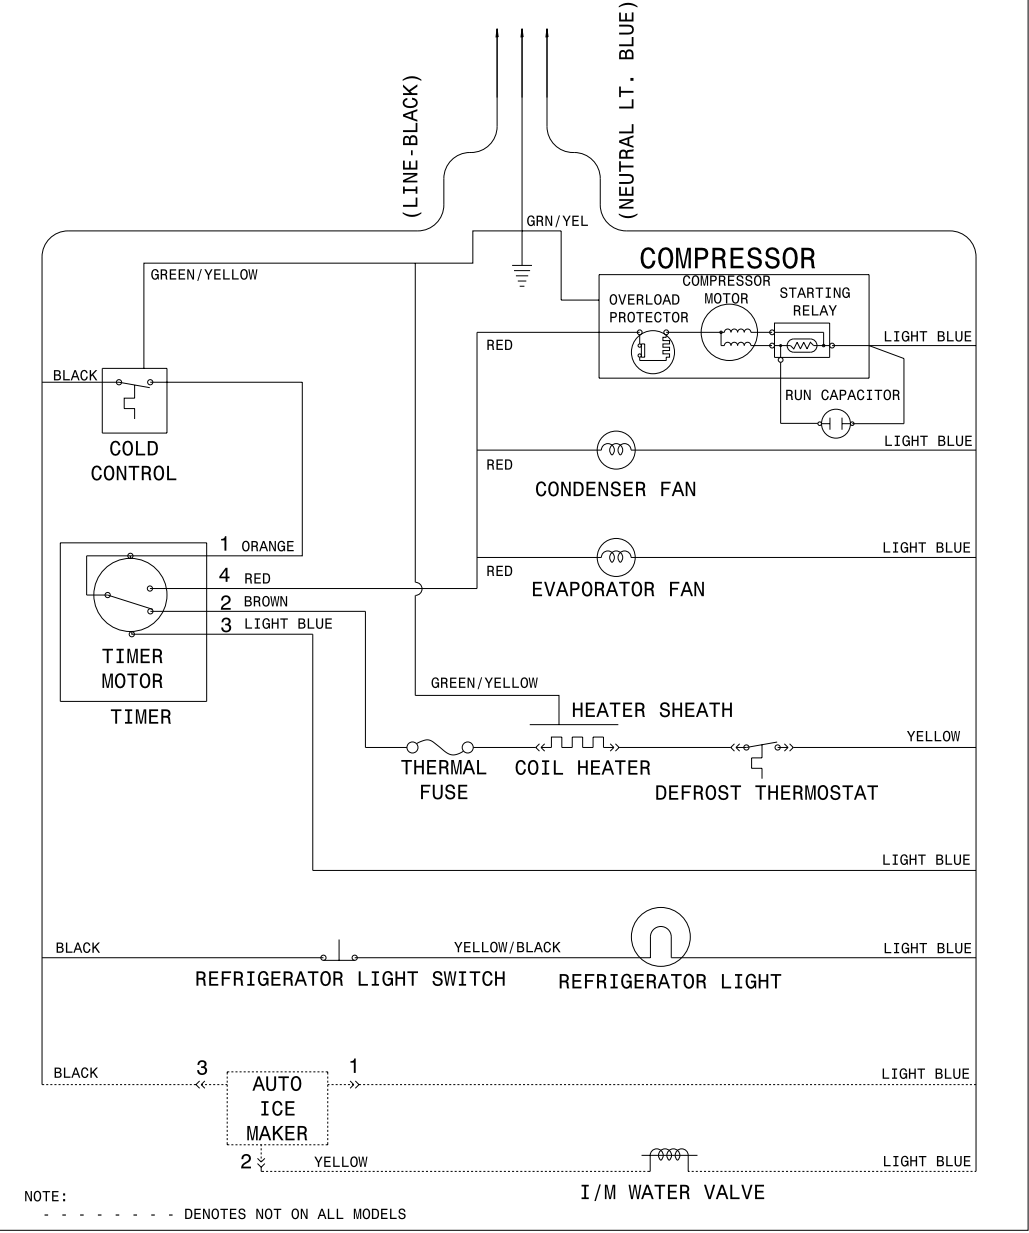 (LINE-BLACK)
(NEUTRAL LT. BLUE)
GRN/YEL
GREEN/YELLOW
COMPRESSOR
COMPRESSOR
MOTOR
OVERLOAD
PROTECTOR
STARTING
RELAY
RED
LIGHT BLUE
BLACK
RUN CAPACITOR
COLD
CONTROL
LIGHT BLUE
RED
CONDENSER FAN
1 ORANGE
LIGHT BLUE
4 RED
RED
EVAPORATOR FAN
2 BROWN
3 LIGHT BLUE
TIMER
MOTOR
TIMER
GREEN/YELLOW
HEATER SHEATH
YELLOW
THERMAL
FUSE
COIL HEATER
DEFROST THERMOSTAT
LIGHT BLUE
BLACK
YELLOW/BLACK
LIGHT BLUE
REFRIGERATOR LIGHT SWITCH
REFRIGERATOR LIGHT
BLACK
3
1
LIGHT BLUE
AUTO
ICE
MAKER
2
YELLOW
LIGHT BLUE
I/M WATER VALVE
NOTE:
- - - - - - - - DENOTES NOT ON ALL MODELS